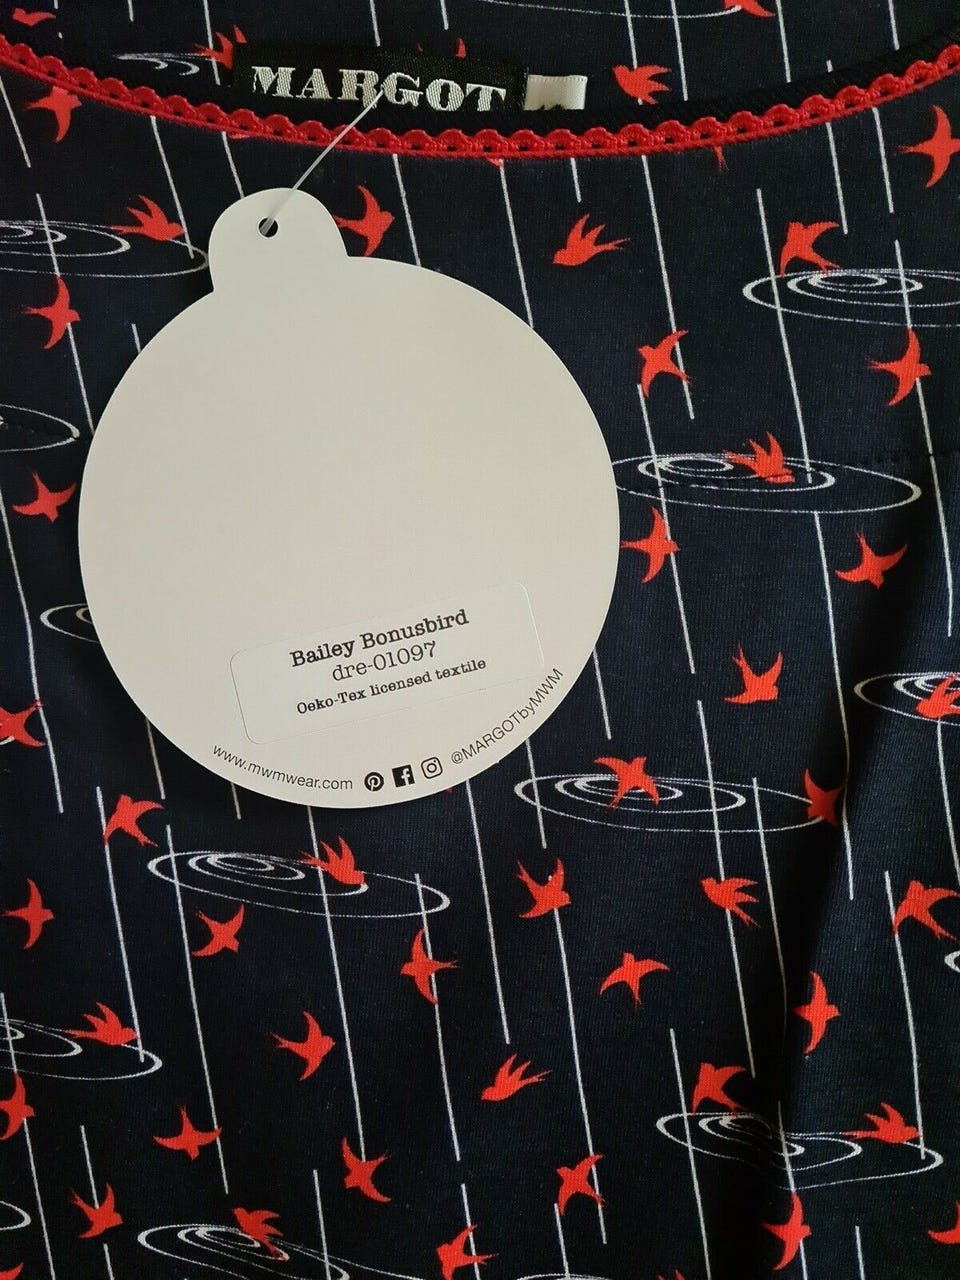 MARGOT
Bailey Bonusbird
dre-01097
Oeko-Tex licensed textile
www.mwmwear.com
@MARGOTbyMWM